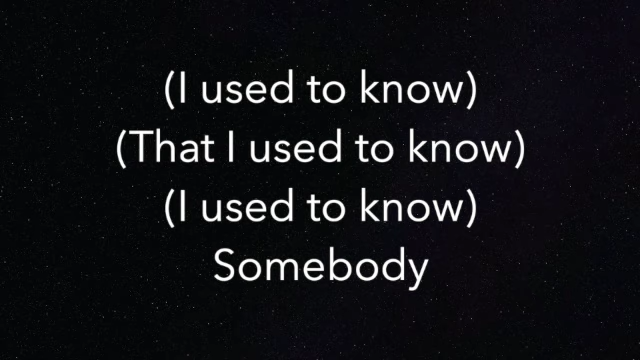 (I used to know)
(That I used to know)
(I used to know)
Somebody